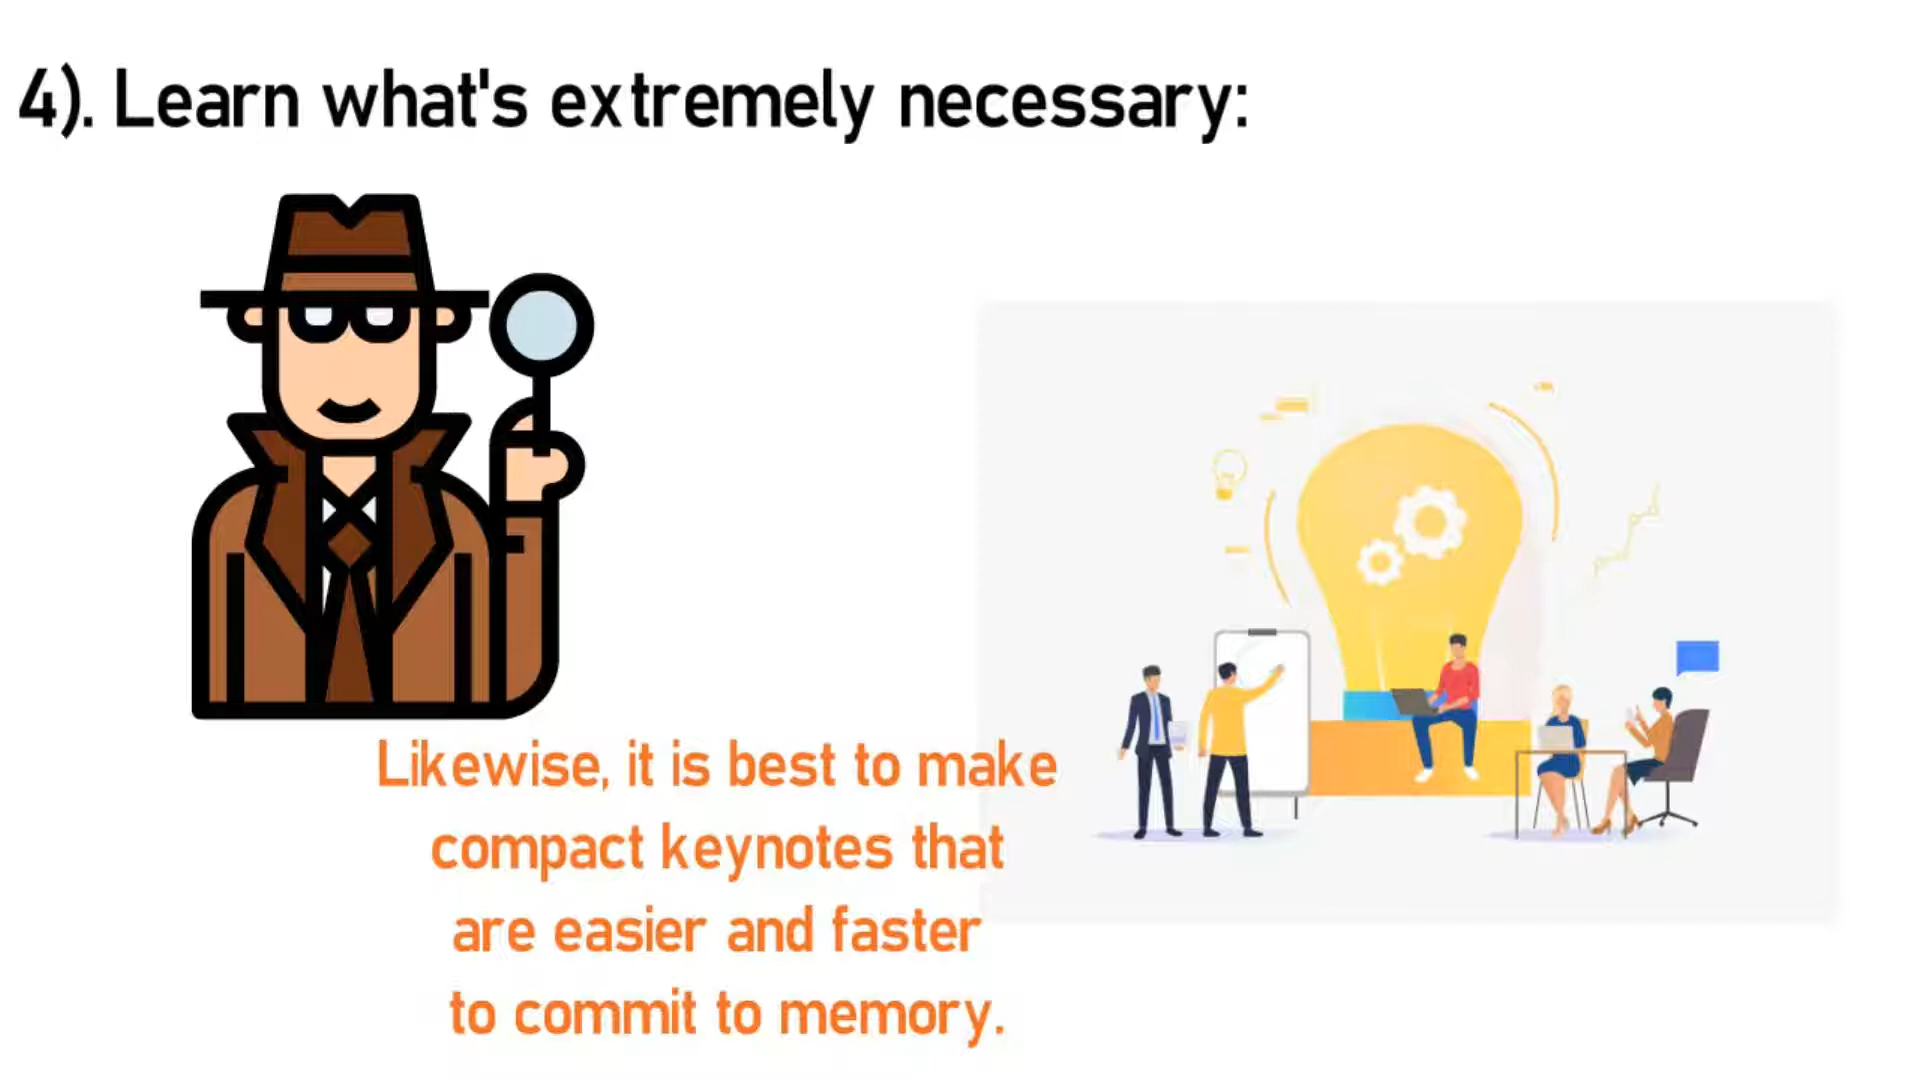 4). Learn what's extremely necessary:
Likewise, it is best to make
compact keynotes that
are easier and faster
to commit to memory.